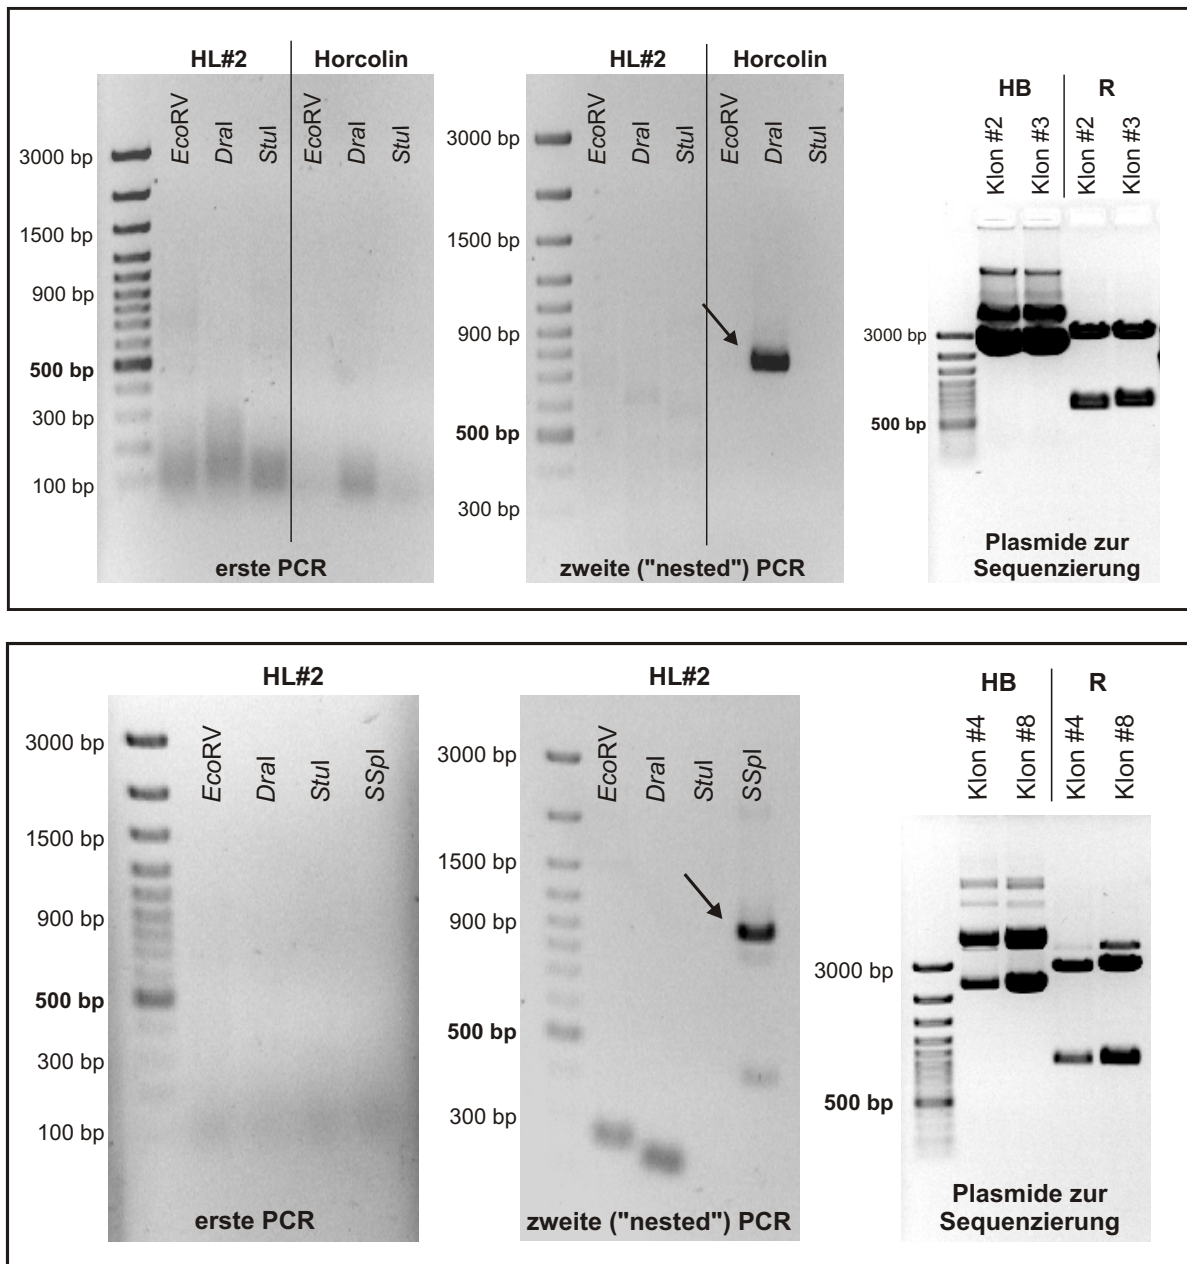 HL#2
Horcolin
EcoRV
DraI
StuI
EcoRV
DraI
StuI
3000 bp
1500 bp
900 bp
500 bp
300 bp
100 bp
erste PCR
HL#2
Horcolin
EcoRV
DraI
StuI
EcoRV
DraI
StuI
3000 bp
1500 bp
900 bp
500 bp
300 bp
zweite ("nested") PCR
HB
R
Klon #2
Klon #3
Klon #2
Klon #3
3000 bp
500 bp
Plasmide zur
Sequenzierung
HL#2
EcoRV
DraI
StuI
SSpI
3000 bp
1500 bp
900 bp
500 bp
300 bp
100 bp
erste PCR
HL#2
EcoRV
DraI
StuI
SSpI
3000 bp
1500 bp
900 bp
500 bp
300 bp
zweite ("nested") PCR
HB
R
Klon #4
Klon #8
Klon #4
Klon #8
3000 bp
500 bp
Plasmide zur
Sequenzierung